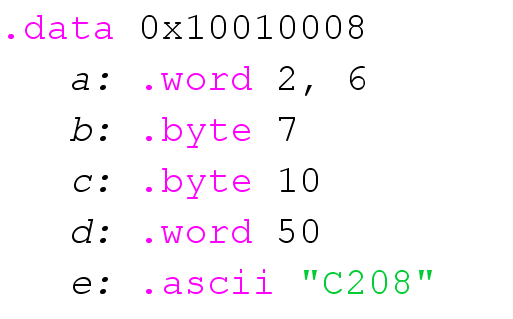 .data 0x10010008
a: .word 2, 6
b: .byte 7
c: .byte 10
d: .word 50
e: .ascii "C208"